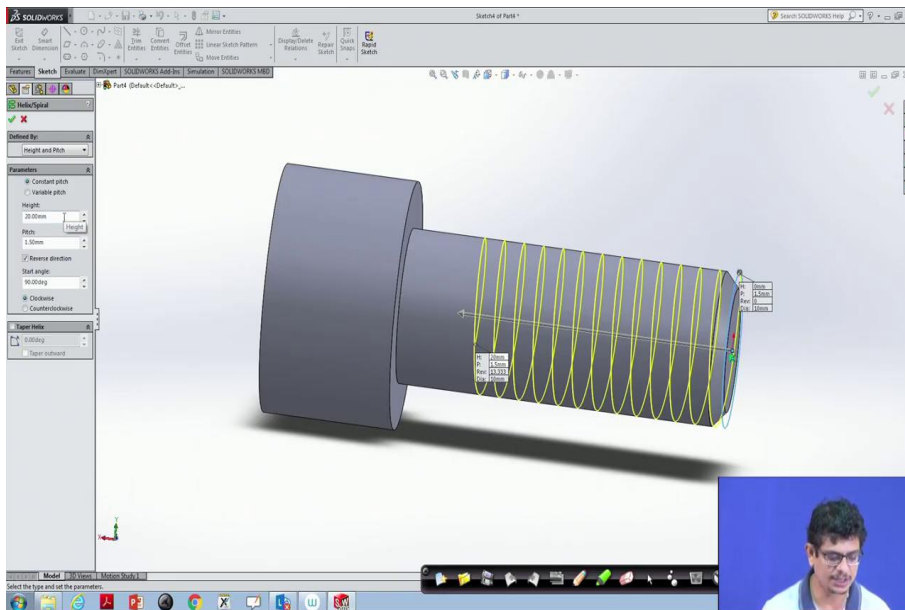 SOLIDWORKS
Sketch4 of Part4 *
Search SOLIDWORKS Help
Exit Sketch
Smart Dimension
Trim Entities
Convert Entities
Offset Entities
Mirror Entities
Linear Sketch Pattern
Move Entities
Display/Delete Relations
Repair Sketch
Quick Snaps
Rapid Sketch
Features Sketch Evaluate DimXpert SOLIDWORKS Add-Ins Simulation SOLIDWORKS MBD
Part4 (Default<<Default>_...
Helix/Spiral
?
Defined By:
Height and Pitch
Parameters
Constant pitch
Variable pitch
Height:
20.00mm
Height
Pitch:
1.50mm
Reverse direction
Start angle:
90.00deg
Clockwise
Counterclockwise
Taper Helix
0.00deg
Taper outward
H: 0mm
P: 1.5mm
Rev: 0
Dia: 10mm
H: 20mm
P: 1.5mm
Rev: 13.333
Dia: 10mm
Y
X
Model 3D Views Motion Study 1
Select the type and set the parameters.